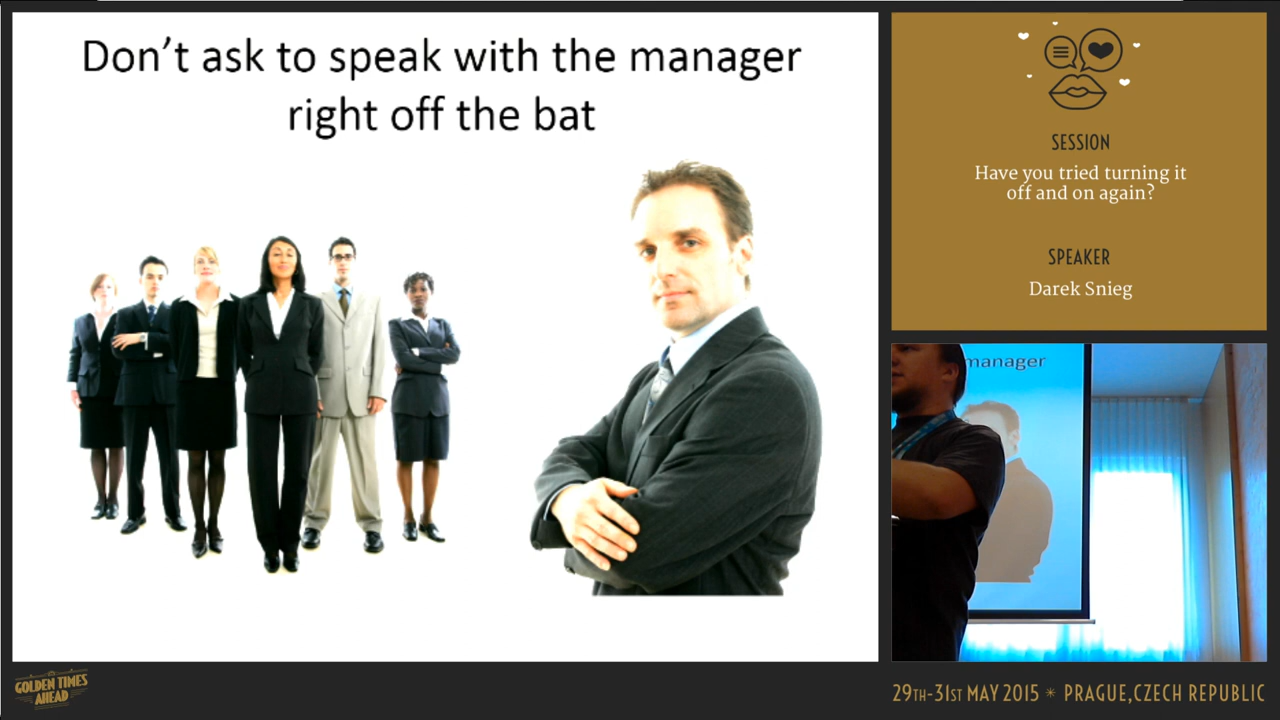 Don't ask to speak with the manager
right off the bat
SESSION
Have you tried turning it
off and on again?
SPEAKER
Darek Snieg
manager
GOLDEN TIMES
AHEAD
29TH-31ST MAY 2015 * PRAGUE,CZECH REPUBLIC